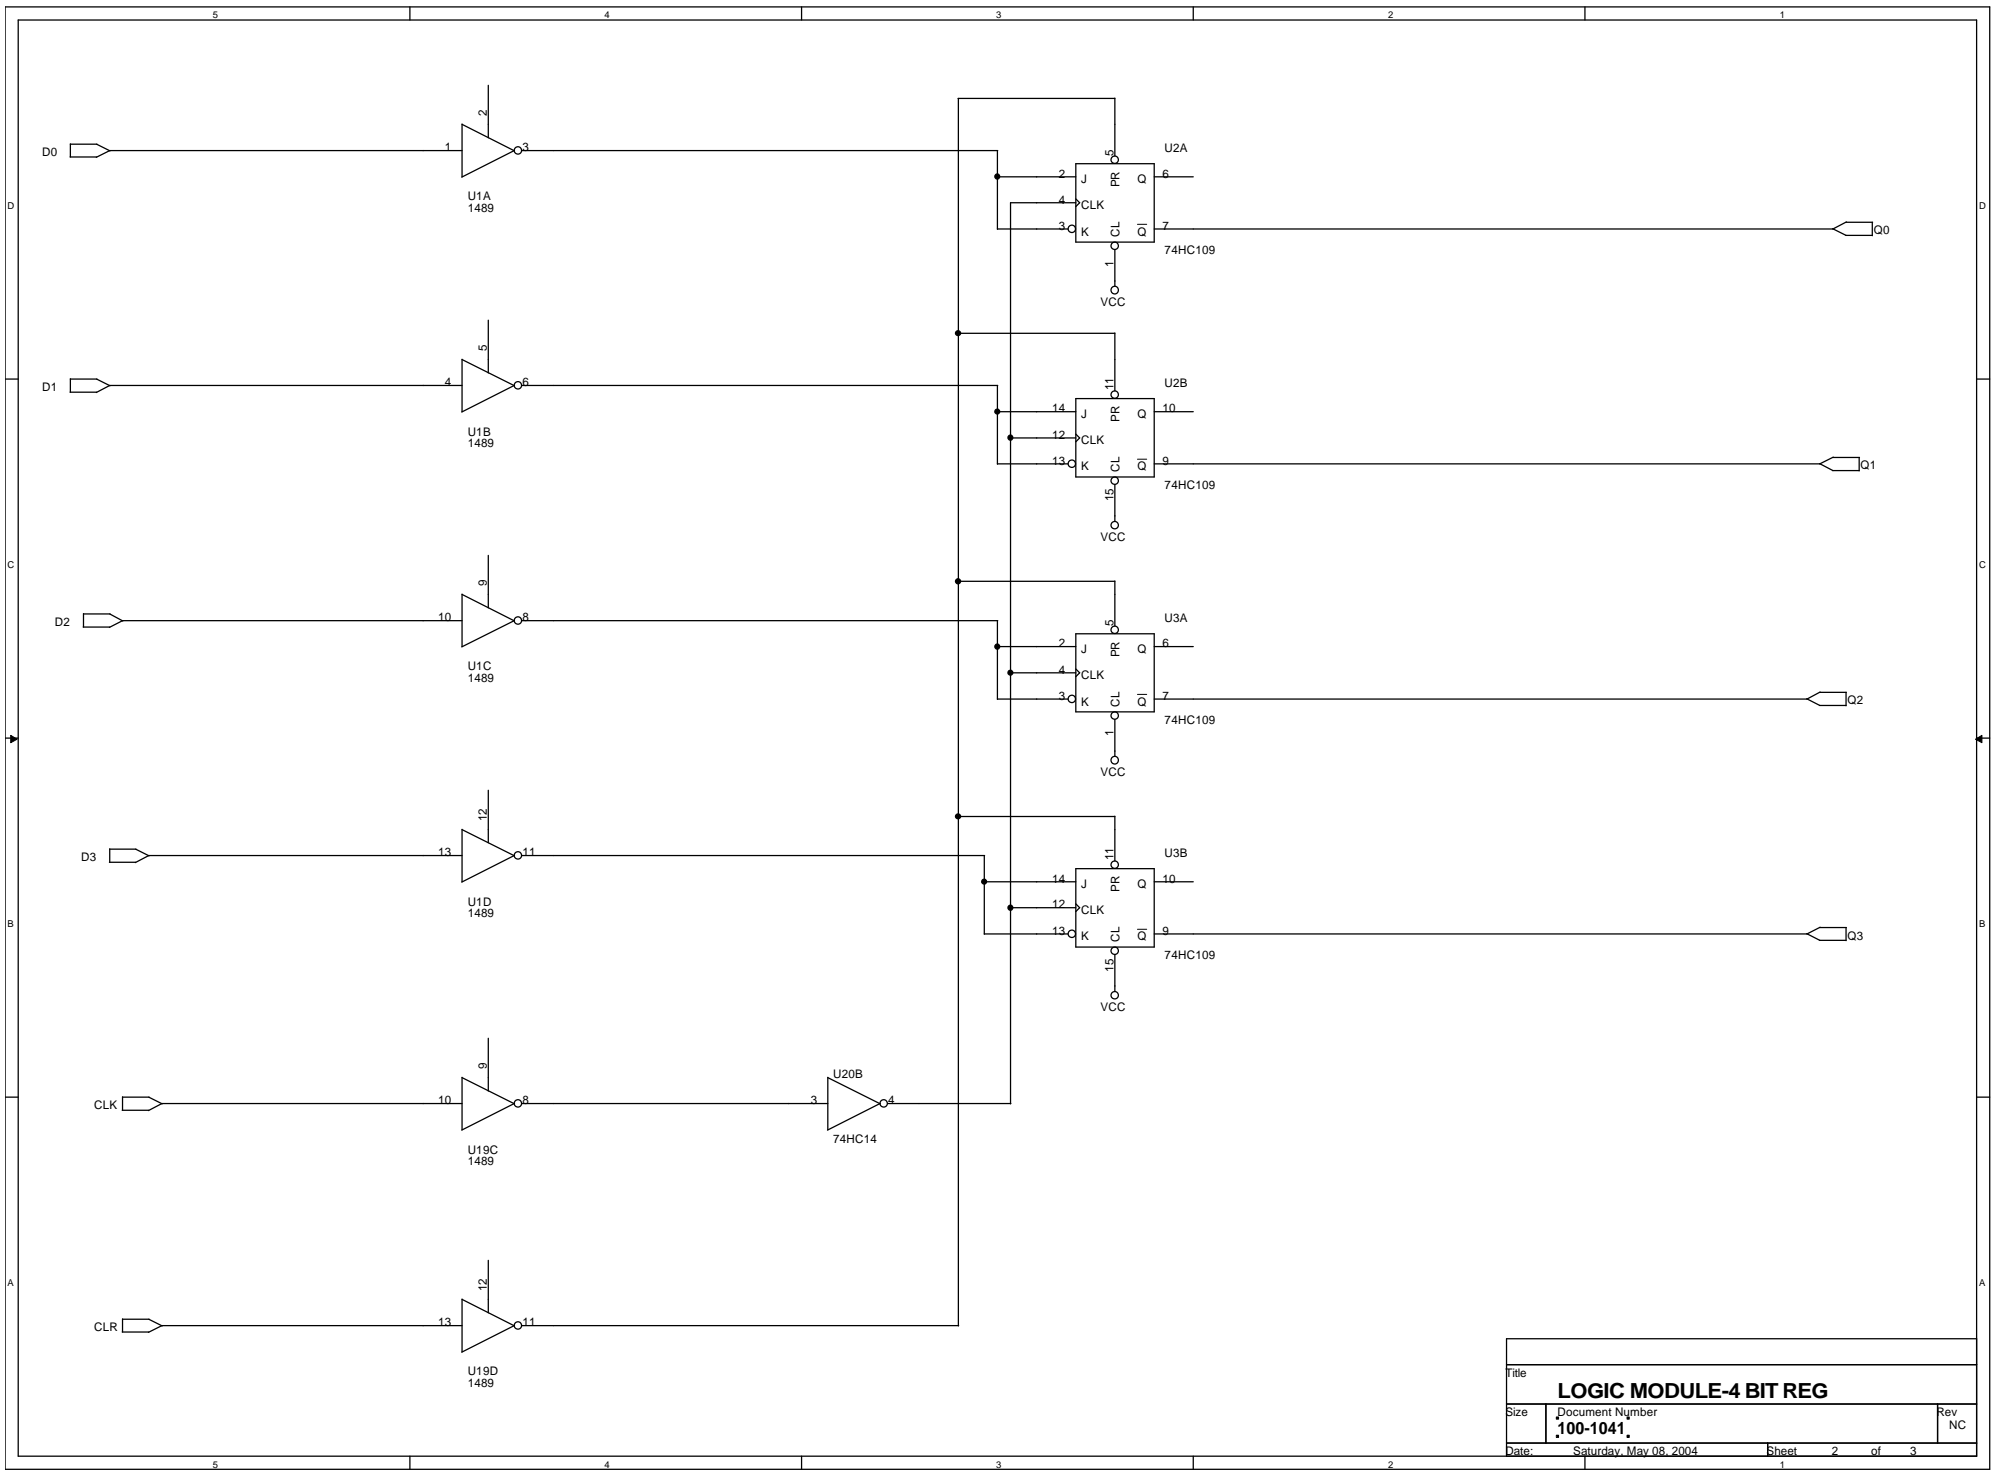 5 4 3 2 1
D0 1 2 3
U1A
1489
5
U2A
2 J PR Q 6
4 CLK
3 K CL Q 7 Q0
74HC109
1
VCC
D D
D1 4 5 6
U1B
1489
11
U2B
14 J PR Q 10
12 CLK
13 K CL Q 9 Q1
74HC109
15
VCC
C C
D2 10 9 8
U1C
1489
5
U3A
2 J PR Q 6
4 CLK
3 K CL Q 7 Q2
74HC109
1
VCC
D3 13 12 11
U1D
1489
11
U3B
14 J PR Q 10
12 CLK
13 K CL Q 9 Q3
74HC109
15
VCC
B B
CLK 10 9 8
U19C
1489
U20B
3 4
74HC14
A A
CLR 13 12 11
U19D
1489
Title
LOGIC MODULE-4 BIT REG
Size Document Number Rev
100-1041 NC
Date: Saturday, May 08, 2004 Sheet 2 of 3
5 4 3 2 1